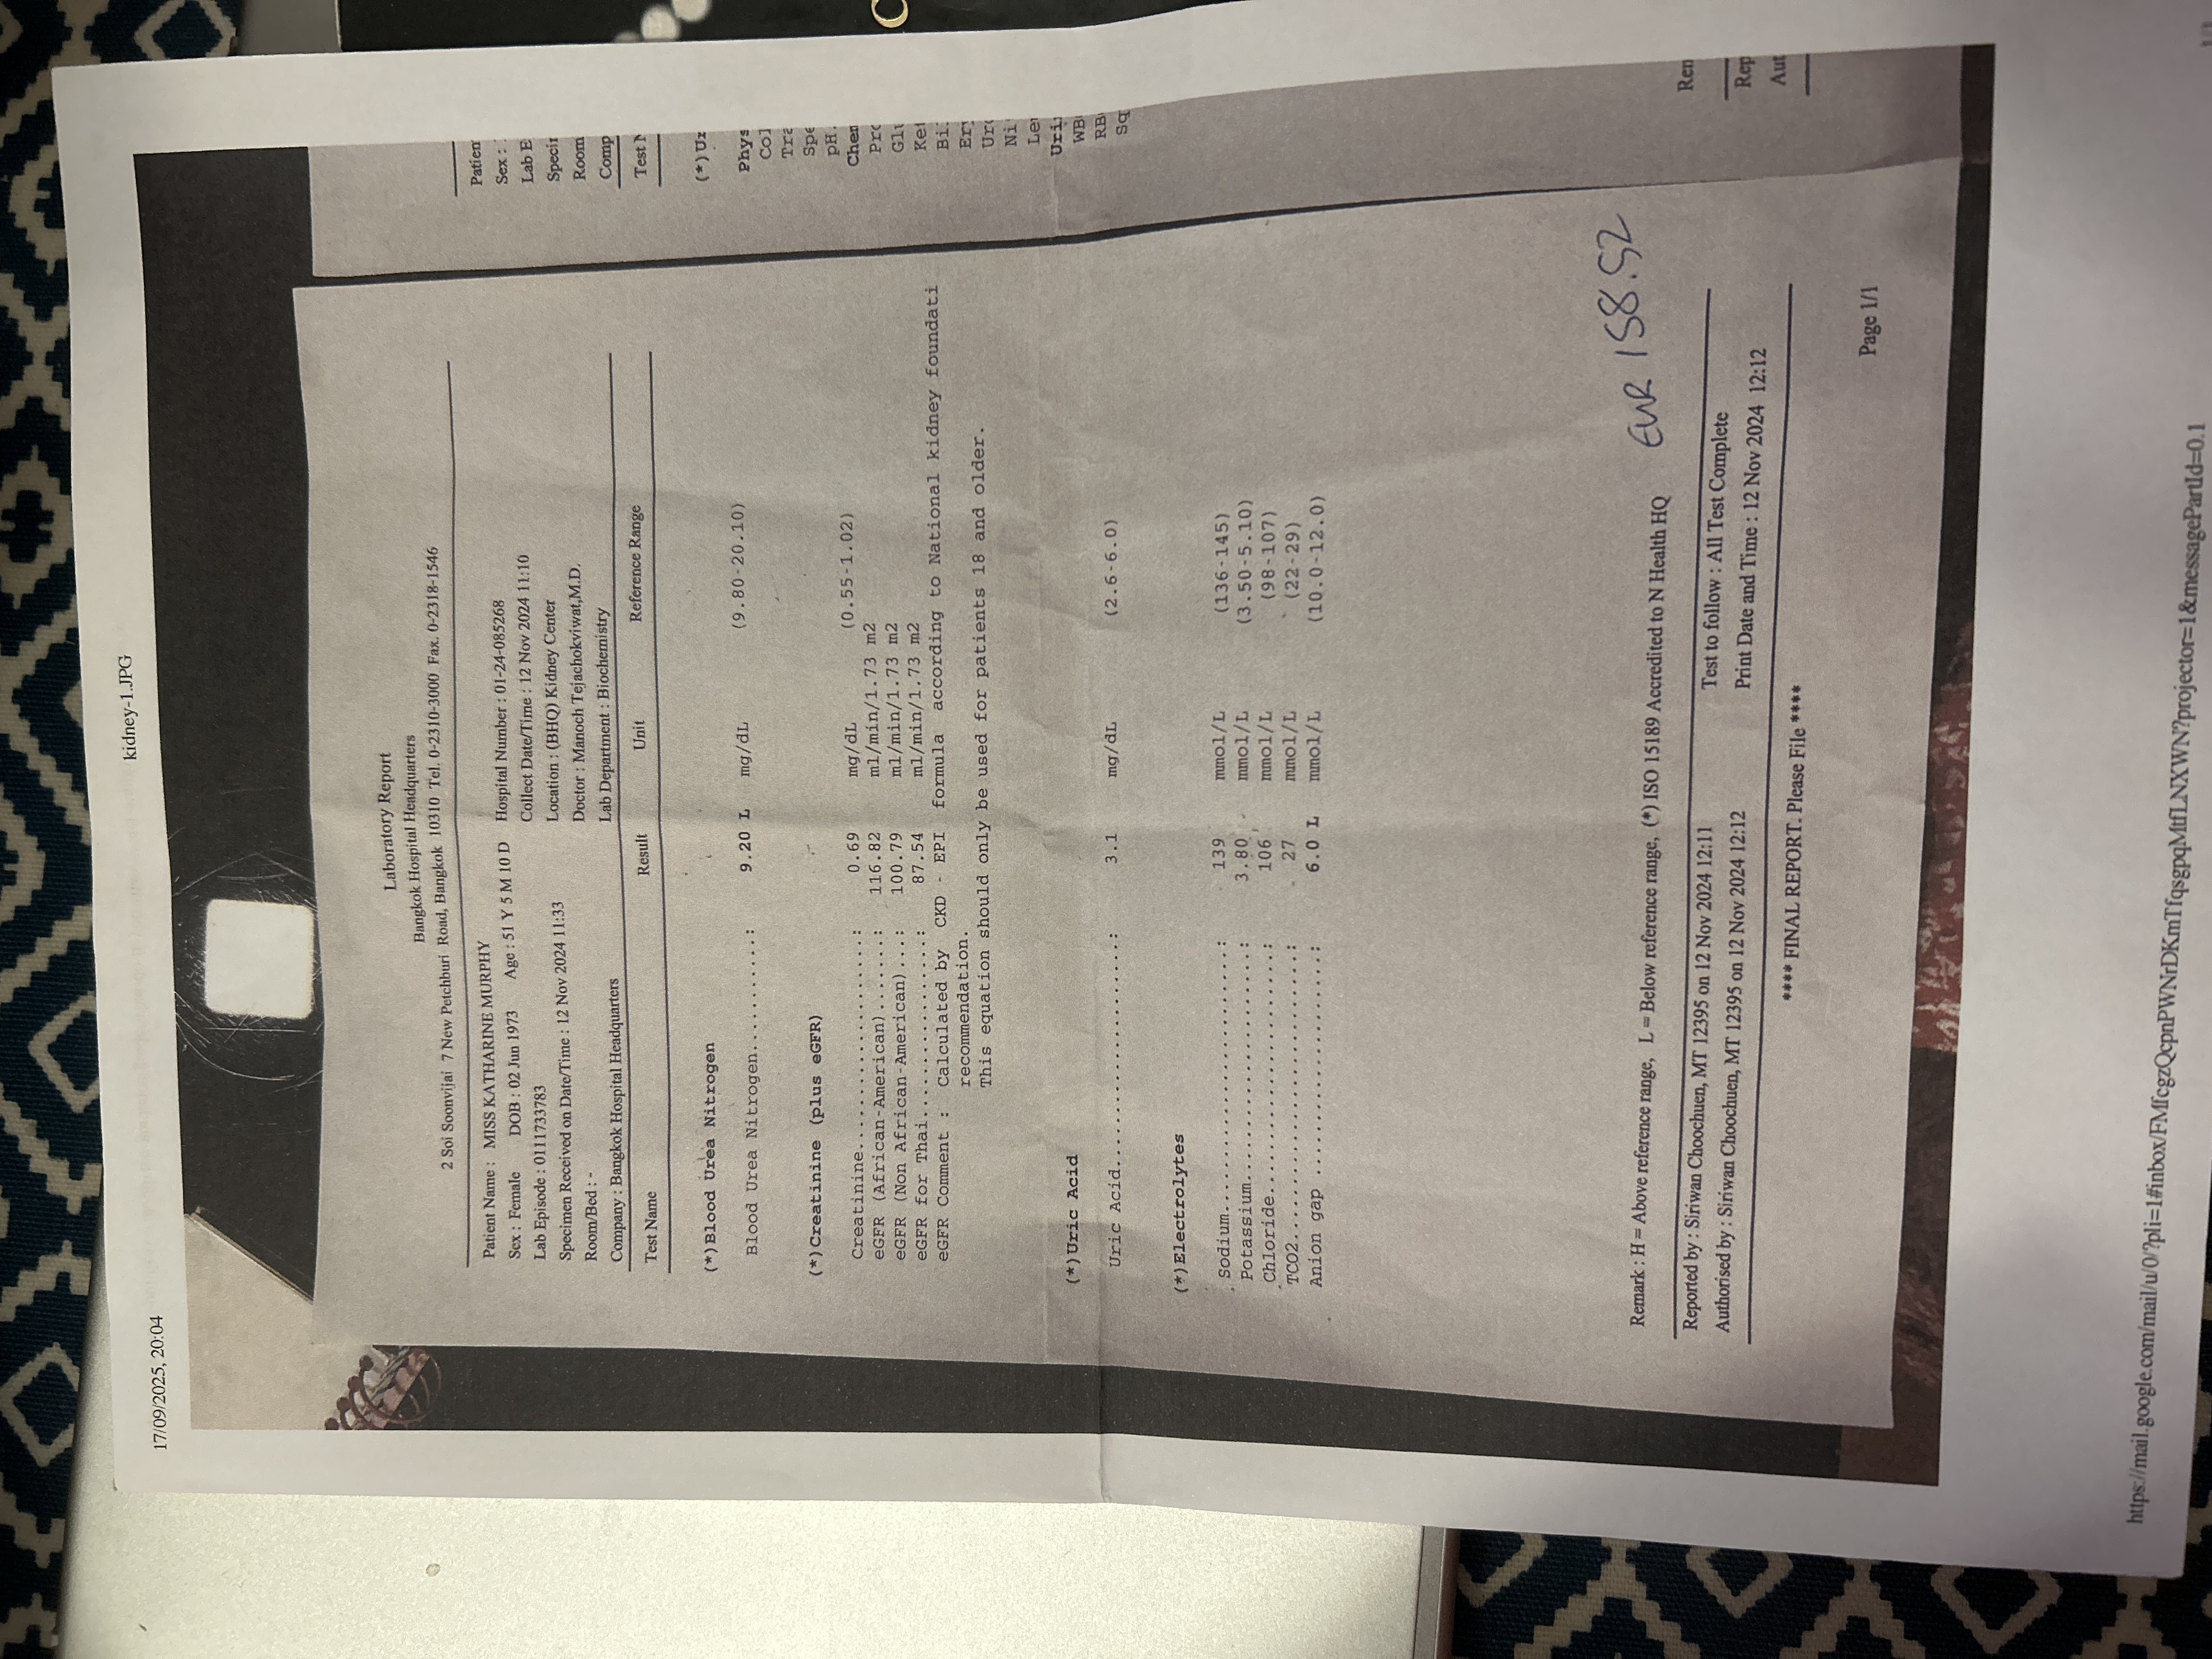 17/09/2025, 20:04
kidney-1.JPG
Laboratory Report
Bangkok Hospital Headquarters
2 Soi Soonvijai 7 New Petchburi Road, Bangkok 10310 Tel. 0-2310-3000 Fax. 0-2318-1546
Patient Name : MISS KATHARINE MURPHY
Sex : Female DOB : 02 Jun 1973 Age : 51 Y 5 M 10 D Hospital Number : 01-24-085268
Lab Episode : 0111733783 Collect Date/Time : 12 Nov 2024 11:10
Specimen Received on Date/Time : 12 Nov 2024 11:33 Location : (BHQ) Kidney Center
Room/Bed : - Doctor : Manoch Tejachokviwat,M.D.
Company : Bangkok Hospital Headquarters Lab Department : Biochemistry
Test Name Result Unit Reference Range
(*)Blood Urea Nitrogen
Blood Urea Nitrogen...........: 9.20 L mg/dL (9.80-20.10)
(*)Creatinine (plus eGFR)
Creatinine....................: 0.69 mg/dL (0.55-1.02)
eGFR (African-American).......: 116.82 ml/min/1.73 m2
eGFR (Non African-American)...: 100.79 ml/min/1.73 m2
eGFR for Thai.................: 87.54 ml/min/1.73 m2
eGFR Comment : Calculated by CKD - EPI formula according to National kidney foundati
recommendation.
This equation should only be used for patients 18 and older.
(*)Uric Acid
Uric Acid.....................: 3.1 mg/dL (2.6-6.0)
(*)Electrolytes
Sodium........................: 139 mmol/L (136-145)
Potassium.....................: 3.80 mmol/L (3.50-5.10)
Chloride......................: 106 mmol/L (98-107)
TCO2..........................: 27 mmol/L (22-29)
Anion gap ....................: 6.0 L mmol/L (10.0-12.0)
EUR 158.52
Remark : H = Above reference range, L = Below reference range, (*) ISO 15189 Accredited to N Health HQ
Reported by : Siriwan Choochuen, MT 12395 on 12 Nov 2024 12:11 Test to follow : All Test Complete
Authorised by : Siriwan Choochuen, MT 12395 on 12 Nov 2024 12:12 Print Date and Time : 12 Nov 2024 12:12
**** FINAL REPORT. Please File ****
Page 1/1
Patien
Sex :
Lab E
Speci
Room
Comp
Test N
(*)Ur
Phys
Col
Tra
Spe
pH.
Chem
Pro
Glu
Ket
Bi
Ery
Uro
Ni
Leu
Uri
WB
RB
Sq
Ren
Rep
Aut
https://mail.google.com/mail/u/0/?pli=1#inbox/FMfcgzQcpnPWNrDKmTfqsgpqMtfLNXWN?projector=1&messagePartId=0.1